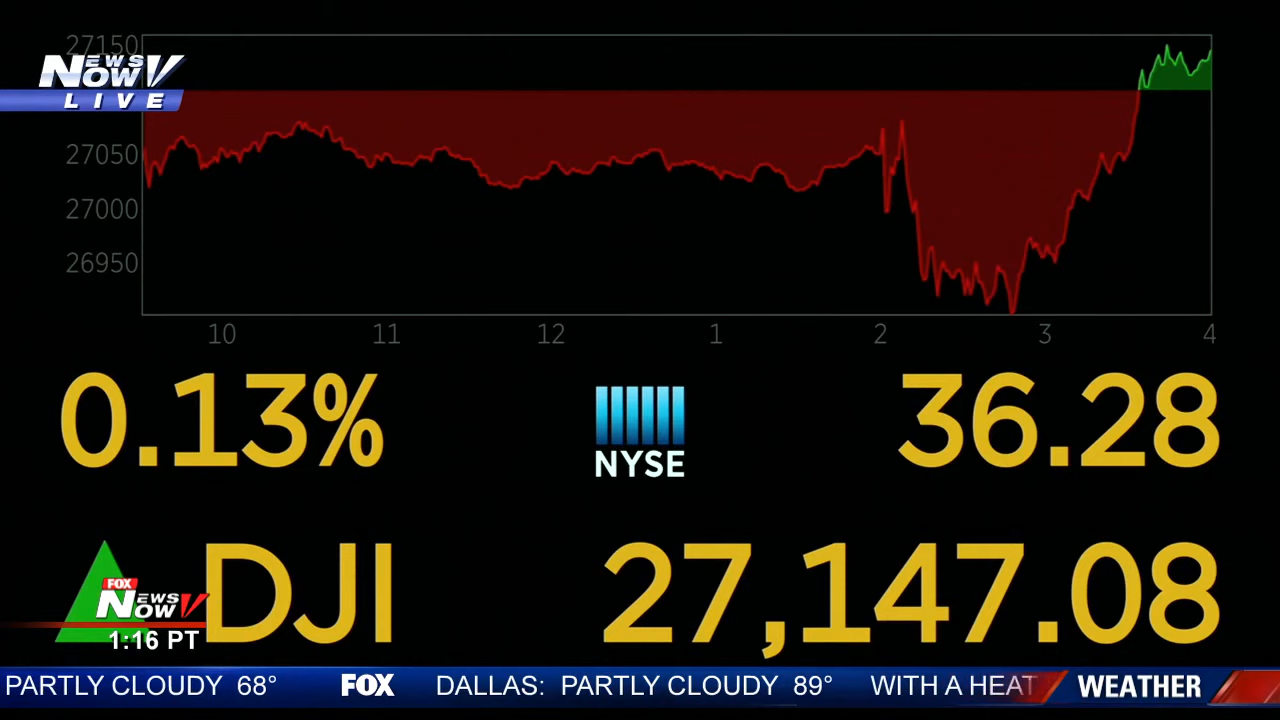 27150
NEWS
NOW
LIVE
27050
27000
26950
10 11 12 1 2 3 4
0.13%
NYSE
36.28
DJI
27,147.08
FOX
NEWS
NOW
1:16 PT
PARTLY CLOUDY 68° FOX DALLAS: PARTLY CLOUDY 89° WITH A HEAT WEATHER